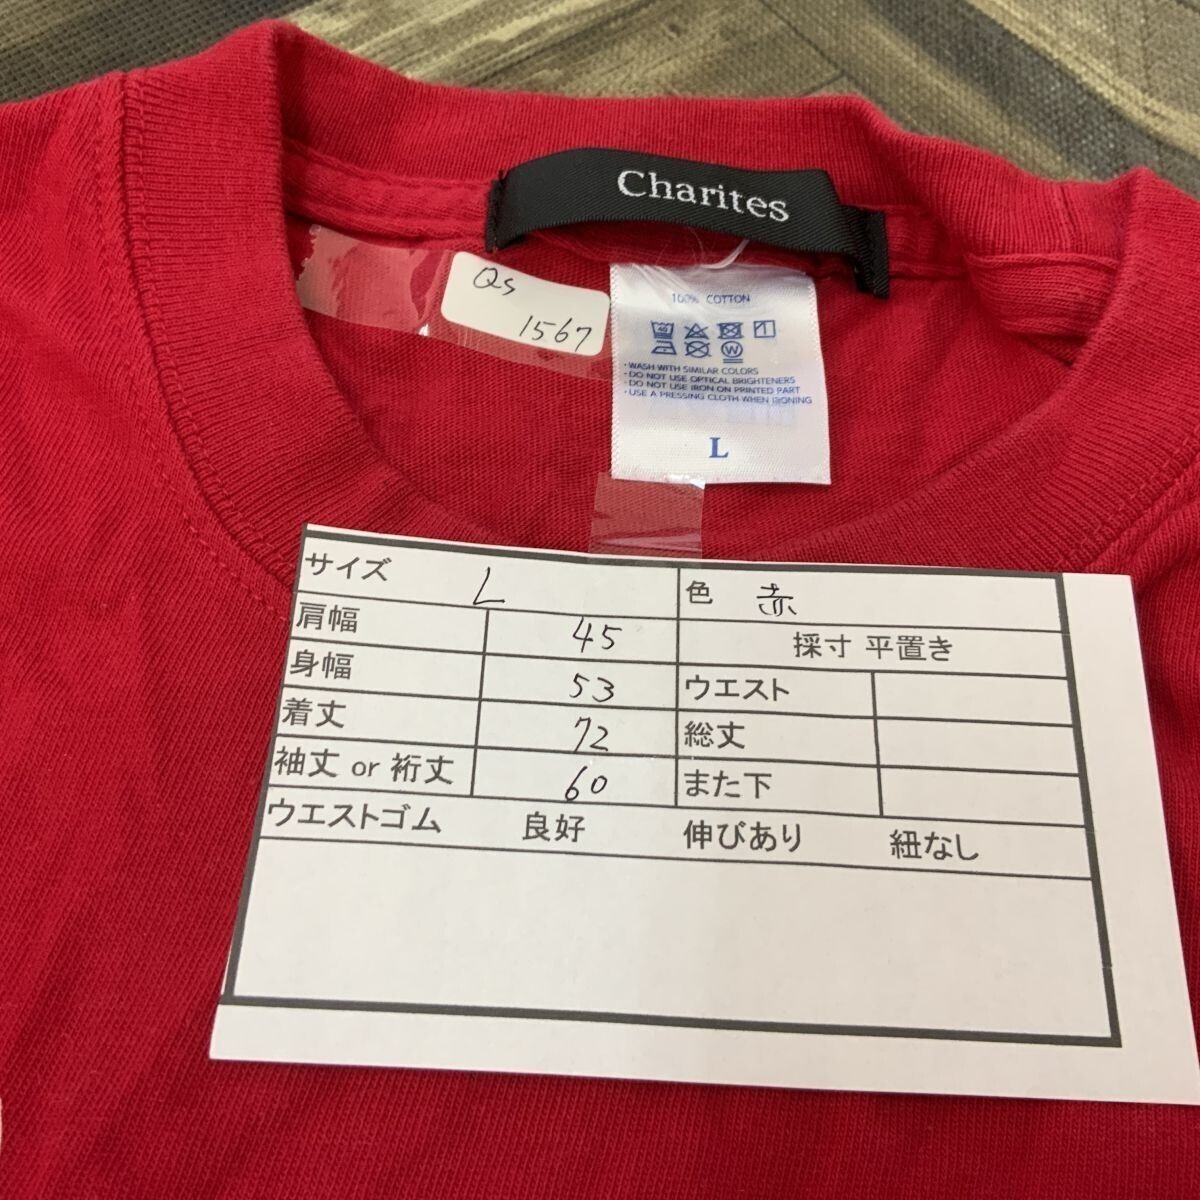 Charites
Qs
1567
100% COTTON
40
W
・WASH WITH SIMILAR COLORS
・DO NOT USE OPTICAL BRIGHTENERS
・DO NOT USE IRON ON PRINTED PART
・USE A PRESSING CLOTH WHEN IRONING
L
サイズ L 色 赤
肩幅 45 採寸 平置き
身幅 53 ウエスト
着丈 72 総丈
袖丈 or 裄丈 60 また下
ウエストゴム 良好 伸びあり 紐なし